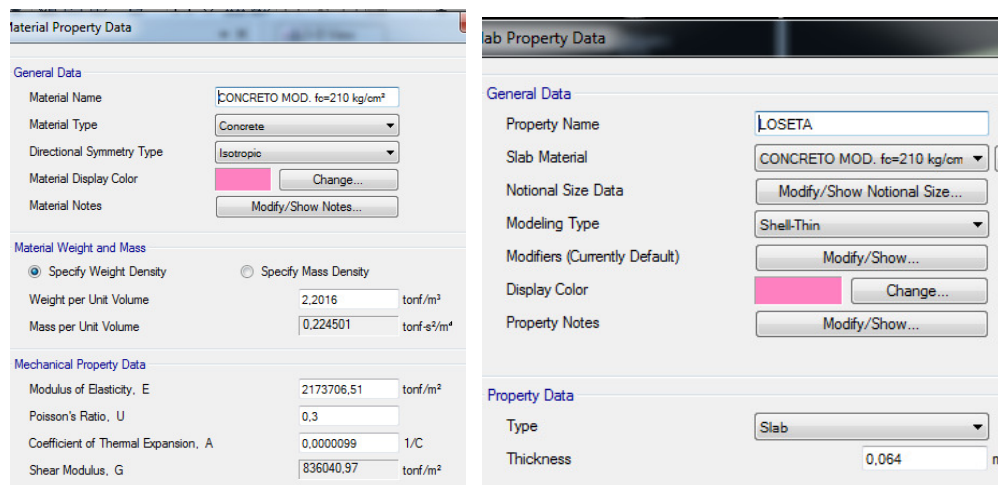 Material Property Data
General Data
Material Name CONCRETO MOD. fc=210 kg/cm²
Material Type Concrete
Directional Symmetry Type Isotropic
Material Display Color Change...
Material Notes Modify/Show Notes...
Material Weight and Mass
Specify Weight Density Specify Mass Density
Weight per Unit Volume 2,2016 tonf/m³
Mass per Unit Volume 0,224501 tonf-s²/m⁴
Mechanical Property Data
Modulus of Elasticity, E 2173706,51 tonf/m²
Poisson's Ratio, U 0,3
Coefficient of Thermal Expansion, A 0,0000099 1/C
Shear Modulus, G 836040,97 tonf/m²
lab Property Data
General Data
Property Name LOSETA
Slab Material CONCRETO MOD. fc=210 kg/cm
Notional Size Data Modify/Show Notional Size...
Modeling Type Shell-Thin
Modifiers (Currently Default) Modify/Show...
Display Color Change...
Property Notes Modify/Show...
Property Data
Type Slab
Thickness 0,064